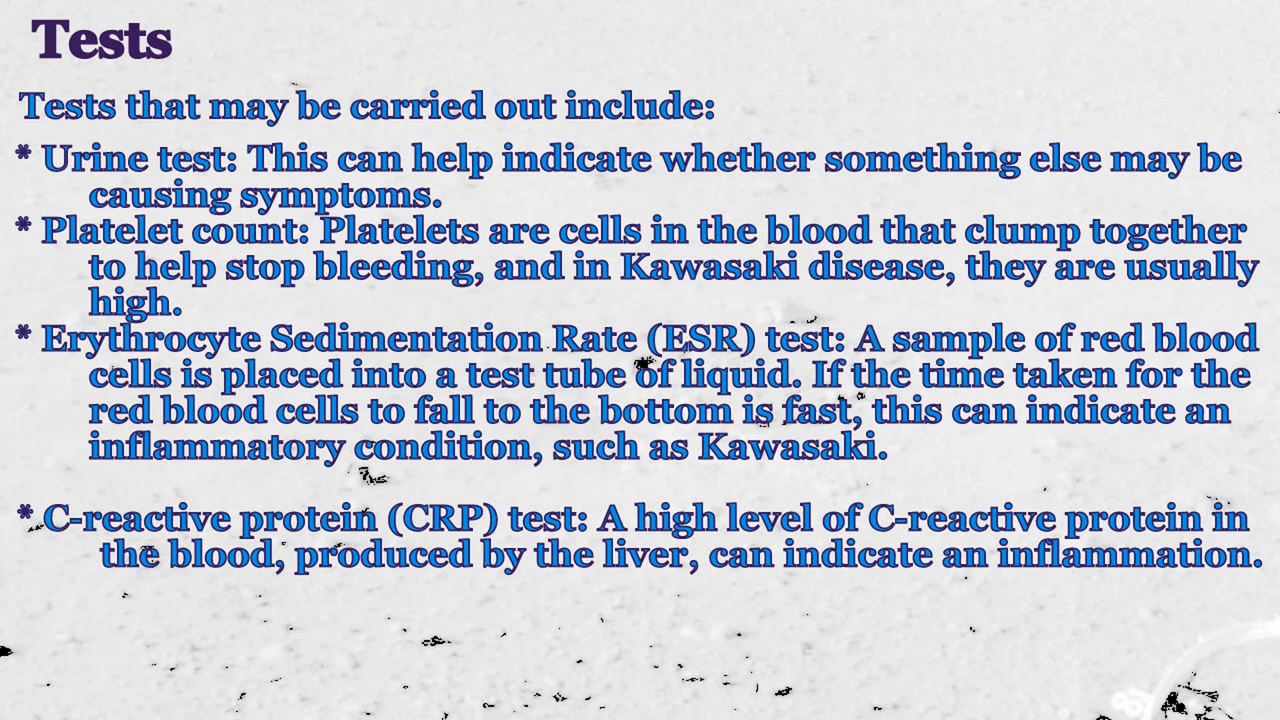 Tests
Tests that may be carried out include:
* Urine test: This can help indicate whether something else may be
causing symptoms.
* Platelet count: Platelets are cells in the blood that clump together
to help stop bleeding, and in Kawasaki disease, they are usually
high.
* Erythrocyte Sedimentation Rate (ESR) test: A sample of red blood
cells is placed into a test tube of liquid. If the time taken for the
red blood cells to fall to the bottom is fast, this can indicate an
inflammatory condition, such as Kawasaki.
* C-reactive protein (CRP) test: A high level of C-reactive protein in
the blood, produced by the liver, can indicate an inflammation.